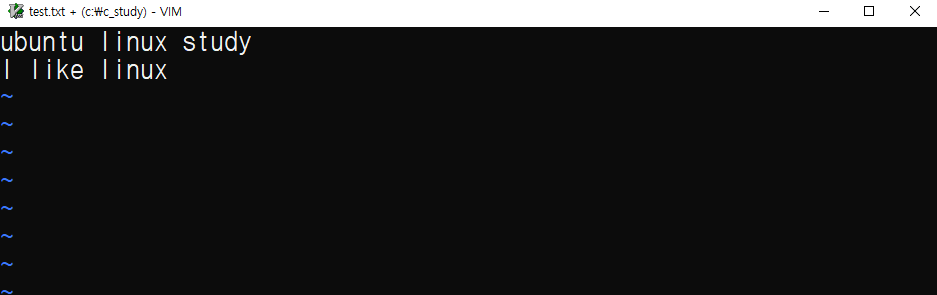 test.txt + (c:₩c_study) - VIM
ubuntu linux study
I like linux
~
~
~
~
~
~
~
~